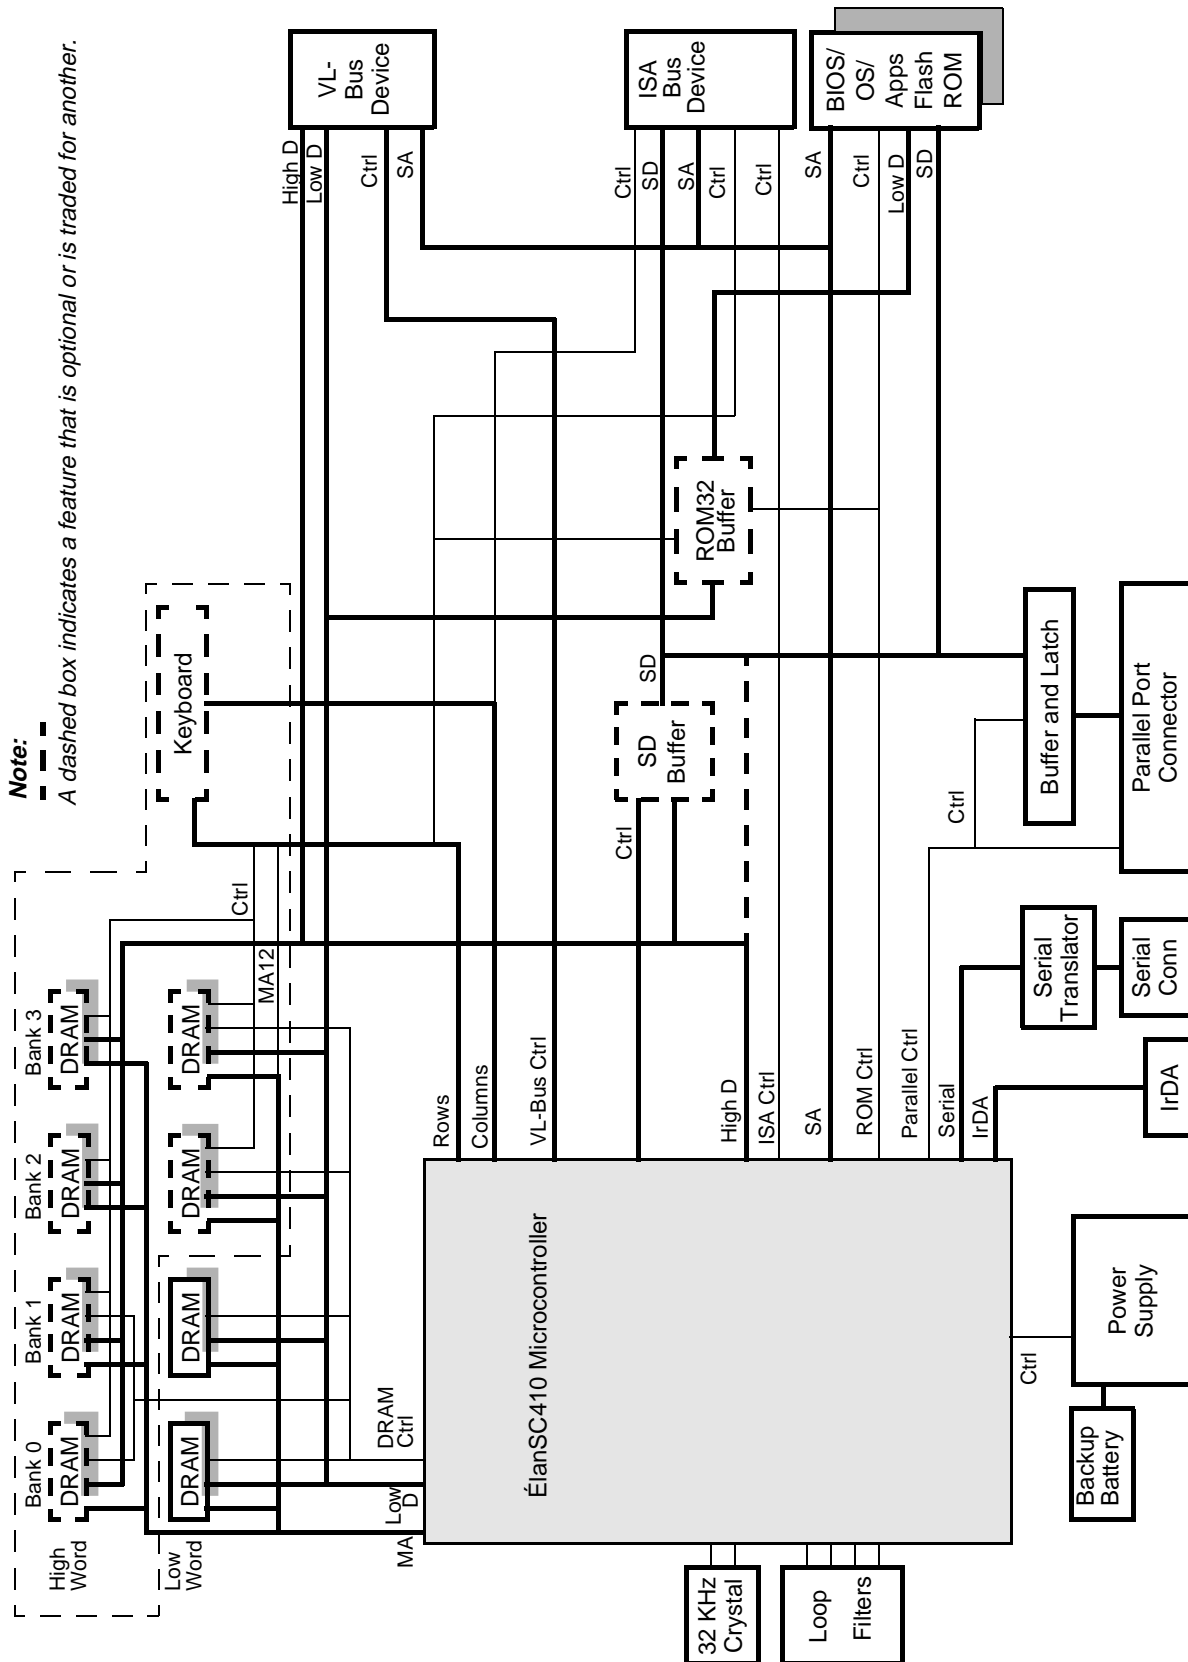 Note:
A dashed box indicates a feature that is optional or is traded for another.
High
Word
Low
Word
Bank 0
Bank 1
Bank 2
Bank 3
DRAM
DRAM
DRAM
DRAM
DRAM
DRAM
DRAM
DRAM
Ctrl
MA12
Keyboard
MA
Low
D
DRAM
Ctrl
ÉlanSC410 Microcontroller
Rows
Columns
VL-Bus Ctrl
High D
ISA Ctrl
SA
ROM Ctrl
Parallel Ctrl
Serial
IrDA
Ctrl
SD
Buffer
SD
ROM32
Buffer
High D
Low D
Ctrl
SA
VL-
Bus
Device
Ctrl
SD
SA
Ctrl
Ctrl
ISA
Bus
Device
SA
Ctrl
Low D
SD
BIOS/
OS/
Apps
Flash
ROM
32 KHz
Crystal
Loop
Filters
Backup
Battery
Ctrl
Power
Supply
IrDA
Serial
Translator
Serial
Conn
Ctrl
Buffer and Latch
Parallel Port
Connector